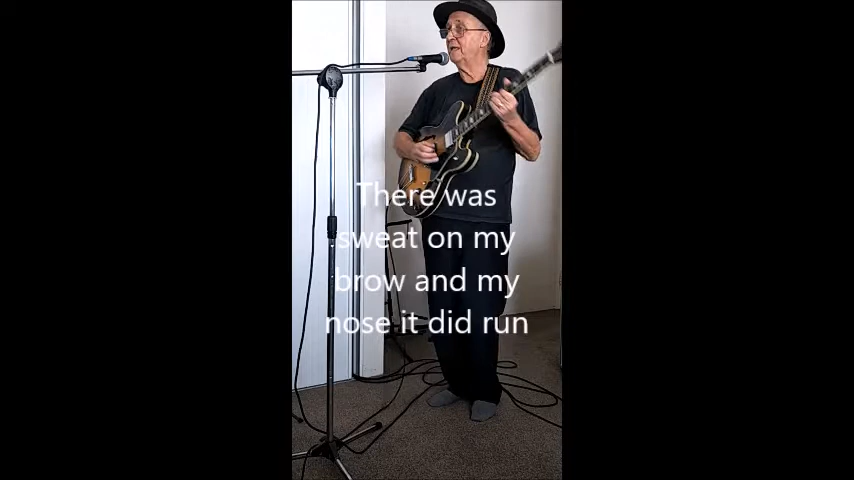 There was
sweat on my
brow and my
nose it did run